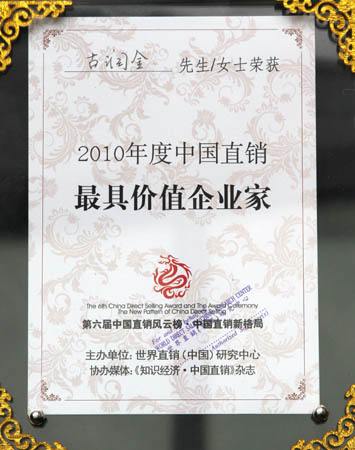 古润金 先生/女士荣获
2010年度中国直销
最具价值企业家
The 6th China Direct Selling Award and The Award Ceremony
The New Pattern of China Direct Selling
第六届中国直销风云榜·中国直销新格局
主办单位：世界直销（中国）研究中心
协办媒体：《知识经济·中国直销》杂志